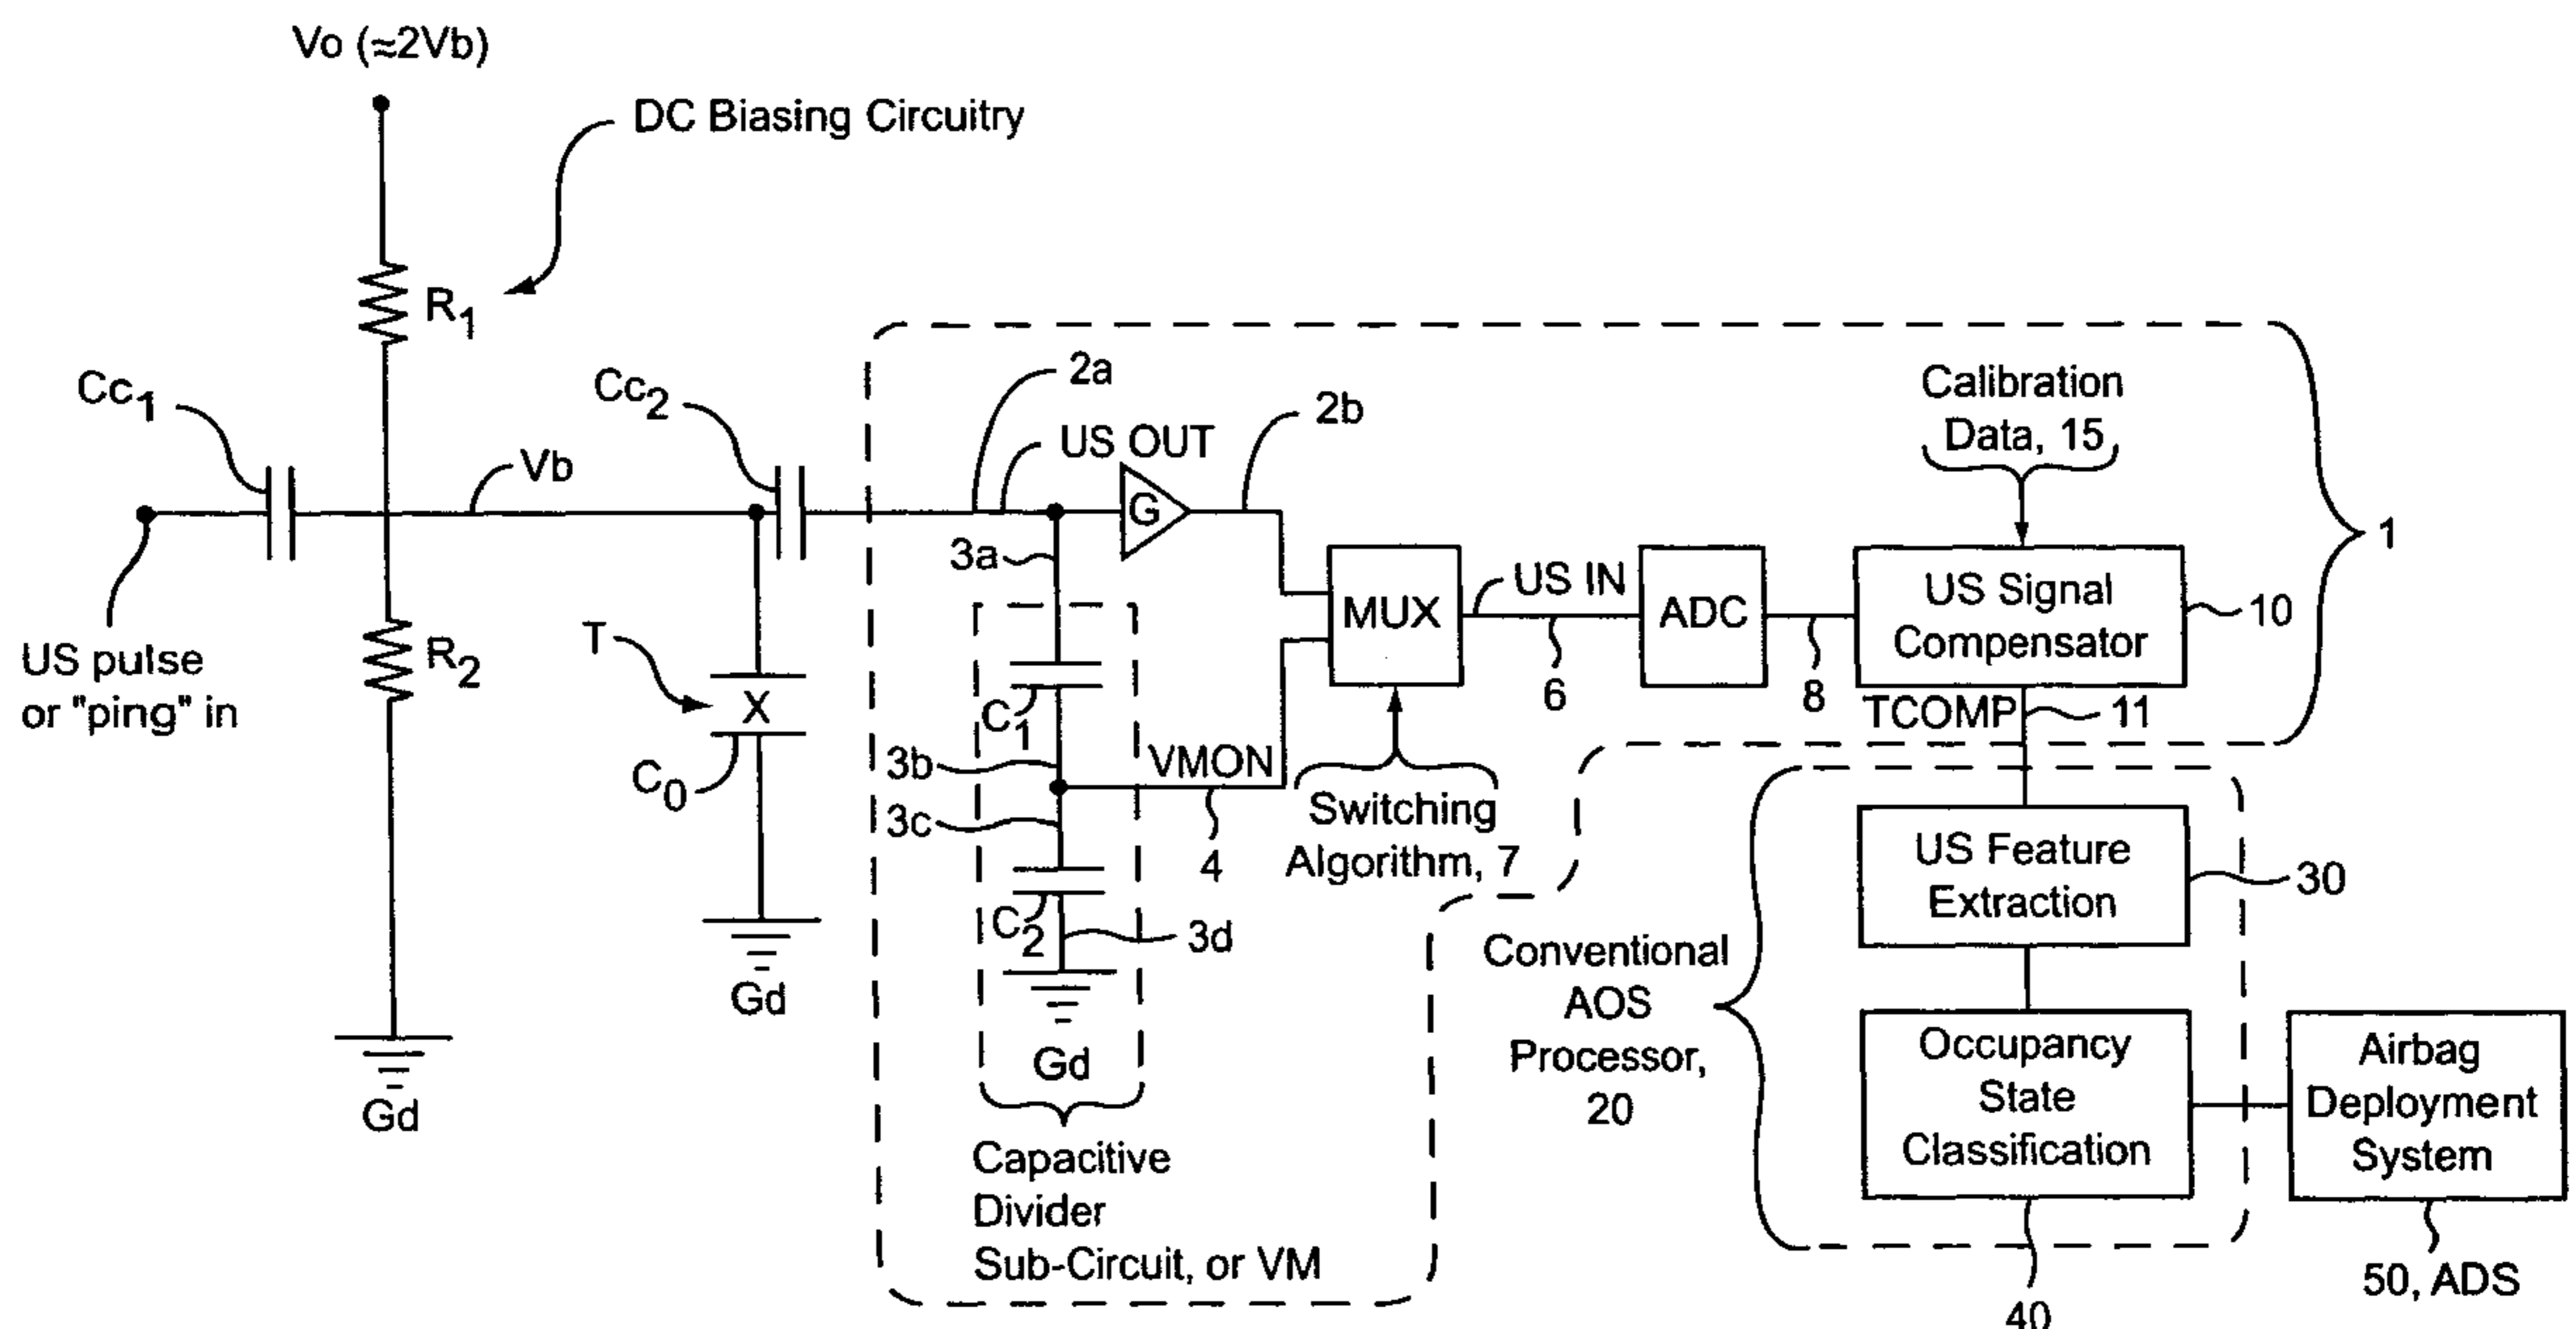 Vo (≈2Vb)
DC Biasing Circuitry
R1
Cc1
Vb
Cc2
2a
US OUT
2b
G
Calibration
Data, 15
1
3a
MUX
US IN
6
ADC
8
US Signal
Compensator
10
TCOMP
11
US pulse
or "ping" in
R2
T
X
C0
C1
3b
VMON
4
3c
C2
3d
Switching
Algorithm, 7
Gd
Gd
Gd
Capacitive
Divider
Sub-Circuit, or VM
Conventional
AOS
Processor,
20
US Feature
Extraction
30
Occupancy
State
Classification
40
Airbag
Deployment
System
50, ADS